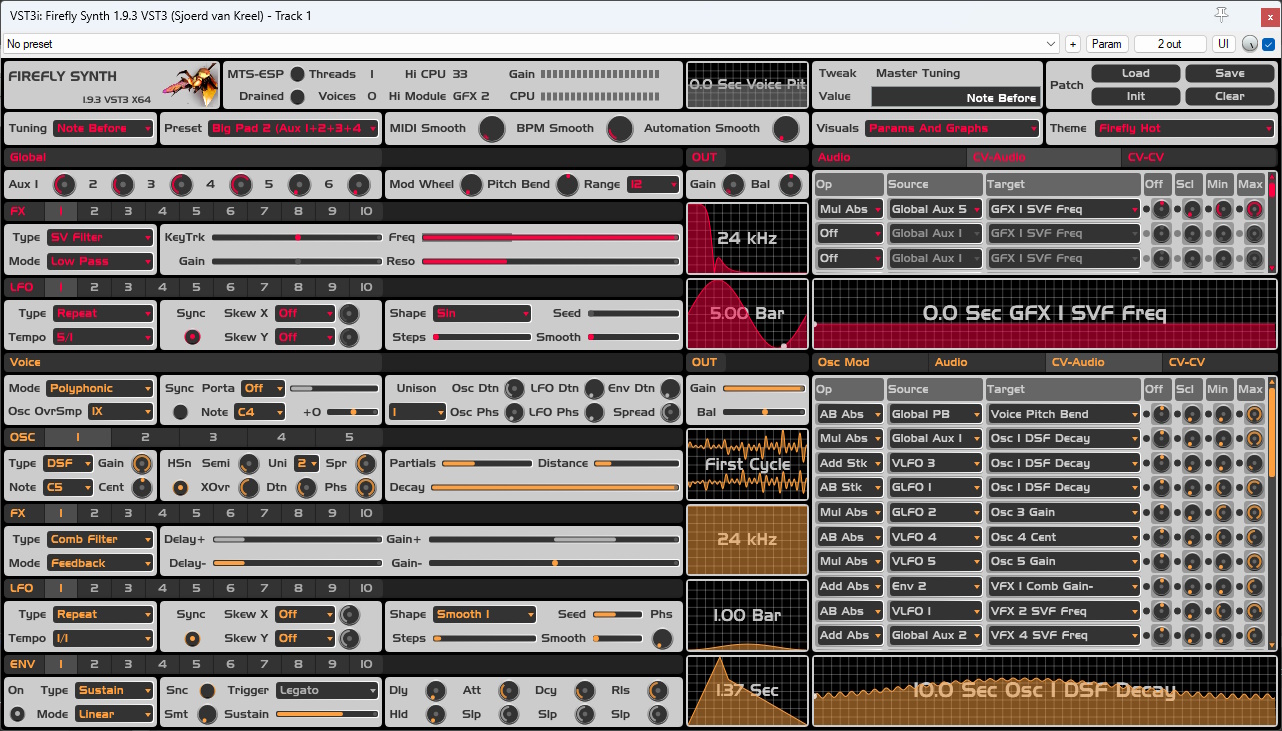 VST3i: Firefly Synth 1.9.3 VST3 (Sjoerd van Kreel) - Track 1
No preset + Param 2 out UI
FIREFLY SYNTH
1.9.3 VST3 X64
MTS-ESP Threads 1 Hi CPU 33 Gain
Drained Voices 0 Hi Module GFX 2 CPU
0.0 Sec Voice Pit
Tweak Master Tuning
Value Note Before
Patch Load Save
Init Clear
Tuning Note Before Preset Big Pad 2 (Aux 1+2+3+4 MIDI Smooth BPM Smooth Automation Smooth Visuals Params And Graphs Theme Firefly Hot
Global OUT Audio CV-Audio CV-CV
Aux 1 2 3 4 5 6 Mod Wheel Pitch Bend Range 12 Gain Bal
Op Source Target Off Scl Min Max
Mul Abs Global Aux 5 GFX 1 SVF Freq
Off Global Aux 1 GFX 1 SVF Freq
Off Global Aux 1 GFX 1 SVF Freq
FX 1 2 3 4 5 6 7 8 9 10
Type SV Filter KeyTrk Freq
Mode Low Pass Gain Reso
24 kHz
LFO 1 2 3 4 5 6 7 8 9 10
Type Repeat Sync Skew X Off Shape Sin Seed
Tempo 5/1 Skew Y Off Steps Smooth
5.00 Bar
0.0 Sec GFX 1 SVF Freq
Voice OUT Osc Mod Audio CV-Audio CV-CV
Mode Polyphonic Sync Porta Off Unison Osc Dtn LFO Dtn Env Dtn Gain
Osc OvrSmp 1X Note C4 +0 1 Osc Phs LFO Phs Spread Bal
Op Source Target Off Scl Min Max
AB Abs Global PB Voice Pitch Bend
Mul Abs Global Aux 1 Osc 1 DSF Decay
Add Stk VLFO 3 Osc 1 DSF Decay
AB Stk GLFO 1 Osc 1 DSF Decay
Mul Abs GLFO 2 Osc 3 Gain
AB Abs VLFO 4 Osc 4 Cent
Mul Abs VLFO 5 Osc 5 Gain
Add Abs Env 2 VFX 1 Comb Gain-
AB Abs VLFO 1 VFX 2 SVF Freq
Add Abs Global Aux 2 VFX 4 SVF Freq
OSC 1 2 3 4 5
Type DSF Gain HSn Semi Uni 2 Spr Partials Distance
Note C5 Cent XOvr Dtn Phs Decay
First Cycle
FX 1 2 3 4 5 6 7 8 9 10
Type Comb Filter Delay+ Gain+
Mode Feedback Delay- Gain-
24 kHz
LFO 1 2 3 4 5 6 7 8 9 10
Type Repeat Sync Skew X Off Shape Smooth 1 Seed Phs
Tempo 1/1 Skew Y Off Steps Smooth
1.00 Bar
ENV 1 2 3 4 5 6 7 8 9 10
On Type Sustain Snc Trigger Legato Dly Att Dcy Rls
Mode Linear Smt Sustain Hld Slp Slp Slp
1.37 Sec
10.0 Sec Osc 1 DSF Decay